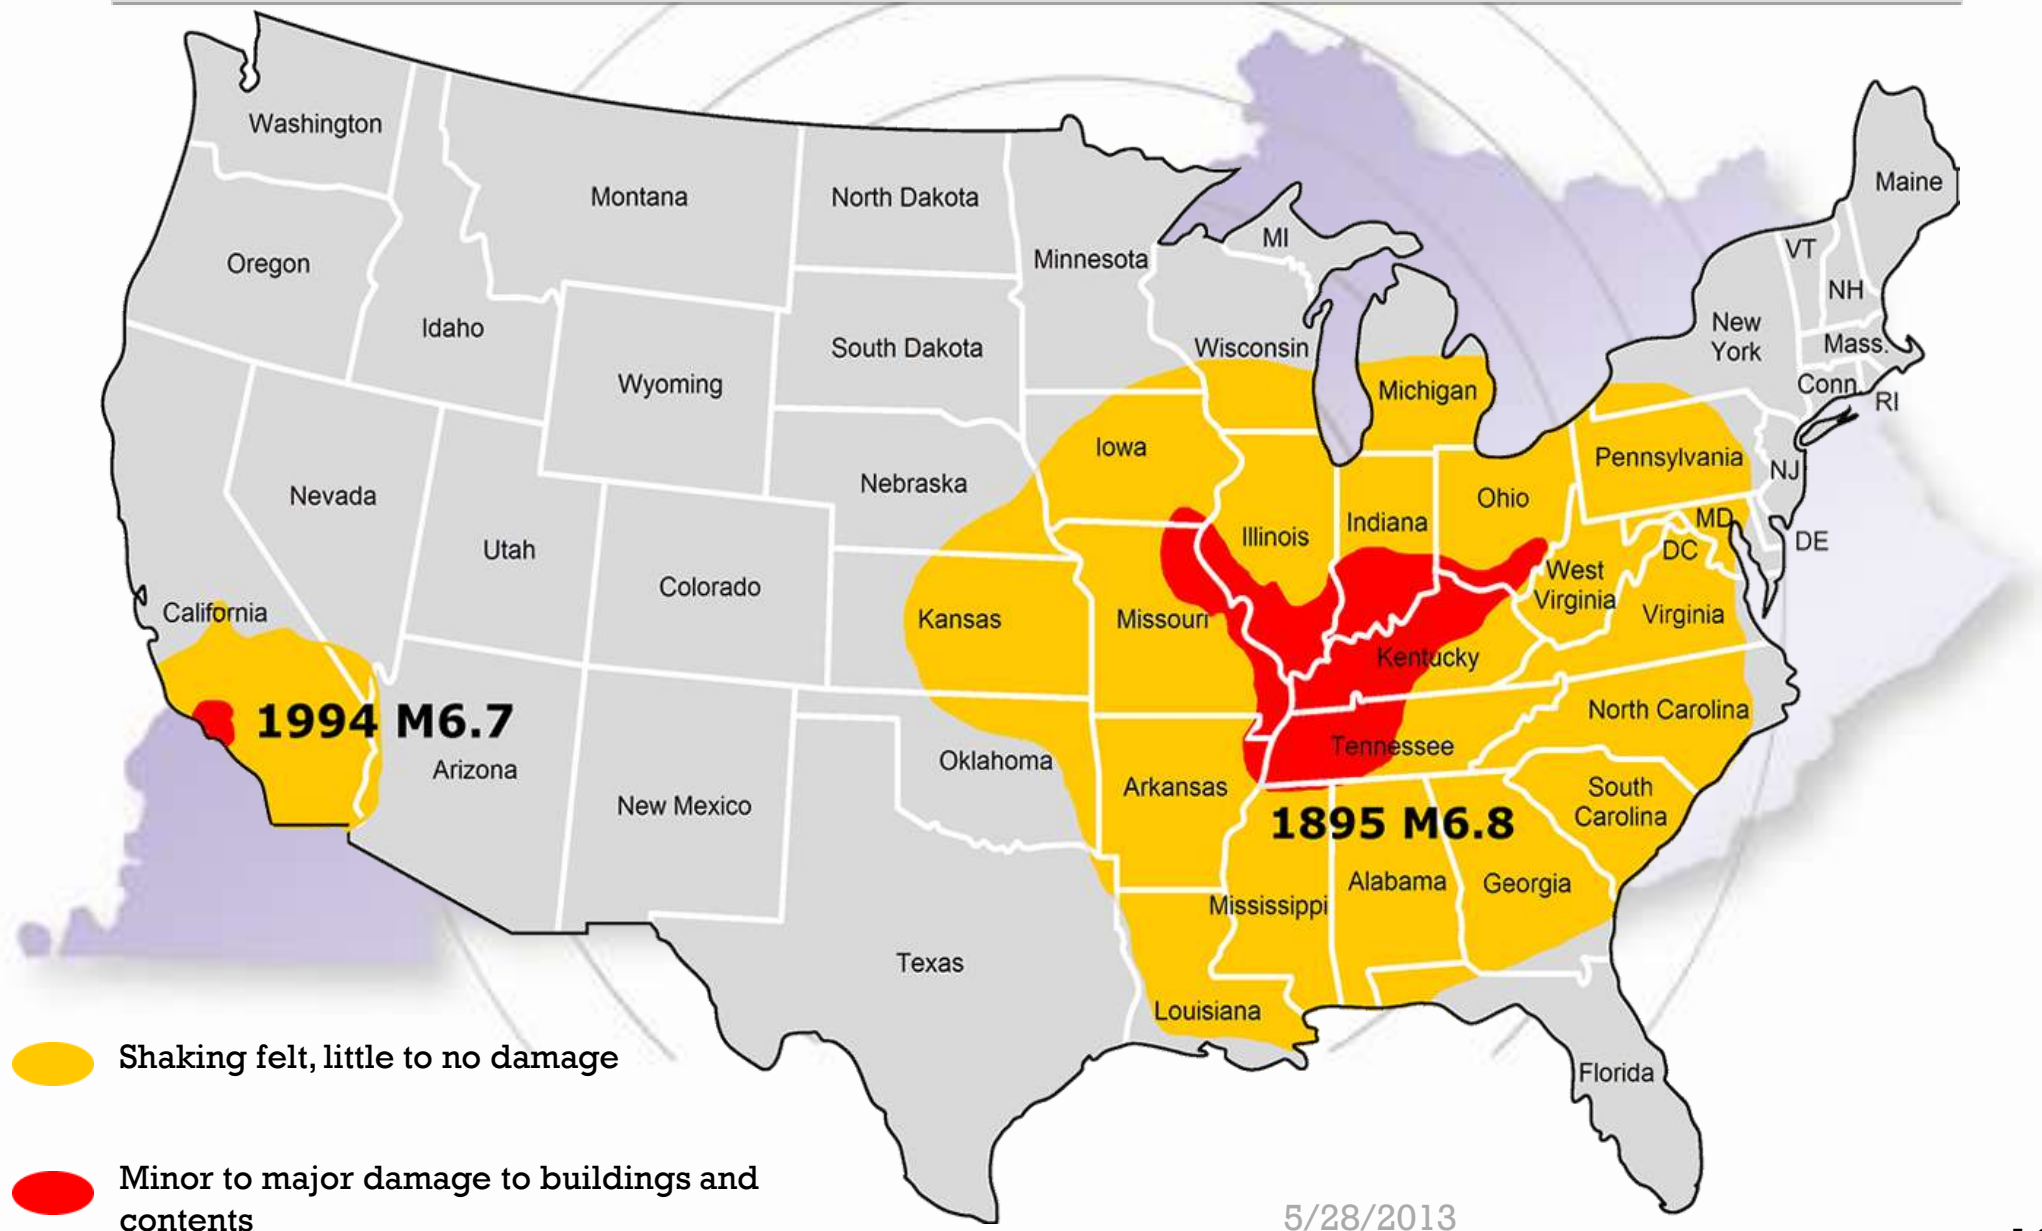 Washington
Montana
North Dakota
Minnesota
MI
Maine
VT
NH
Oregon
Idaho
South Dakota
Wisconsin
New
York
Mass.
Wyoming
Michigan
Conn.
RI
Iowa
Pennsylvania
NJ
Nevada
Nebraska
Ohio
Illinois
Indiana
MD
DC
DE
Utah
Colorado
West
Virginia
Virginia
California
Kansas
Missouri
Kentucky
1994 M6.7
North Carolina
Arizona
Oklahoma
Tennessee
New Mexico
Arkansas
South
Carolina
1895 M6.8
Alabama
Georgia
Mississippi
Texas
Louisiana
Florida
Shaking felt, little to no damage
Minor to major damage to buildings and
contents
5/28/2013